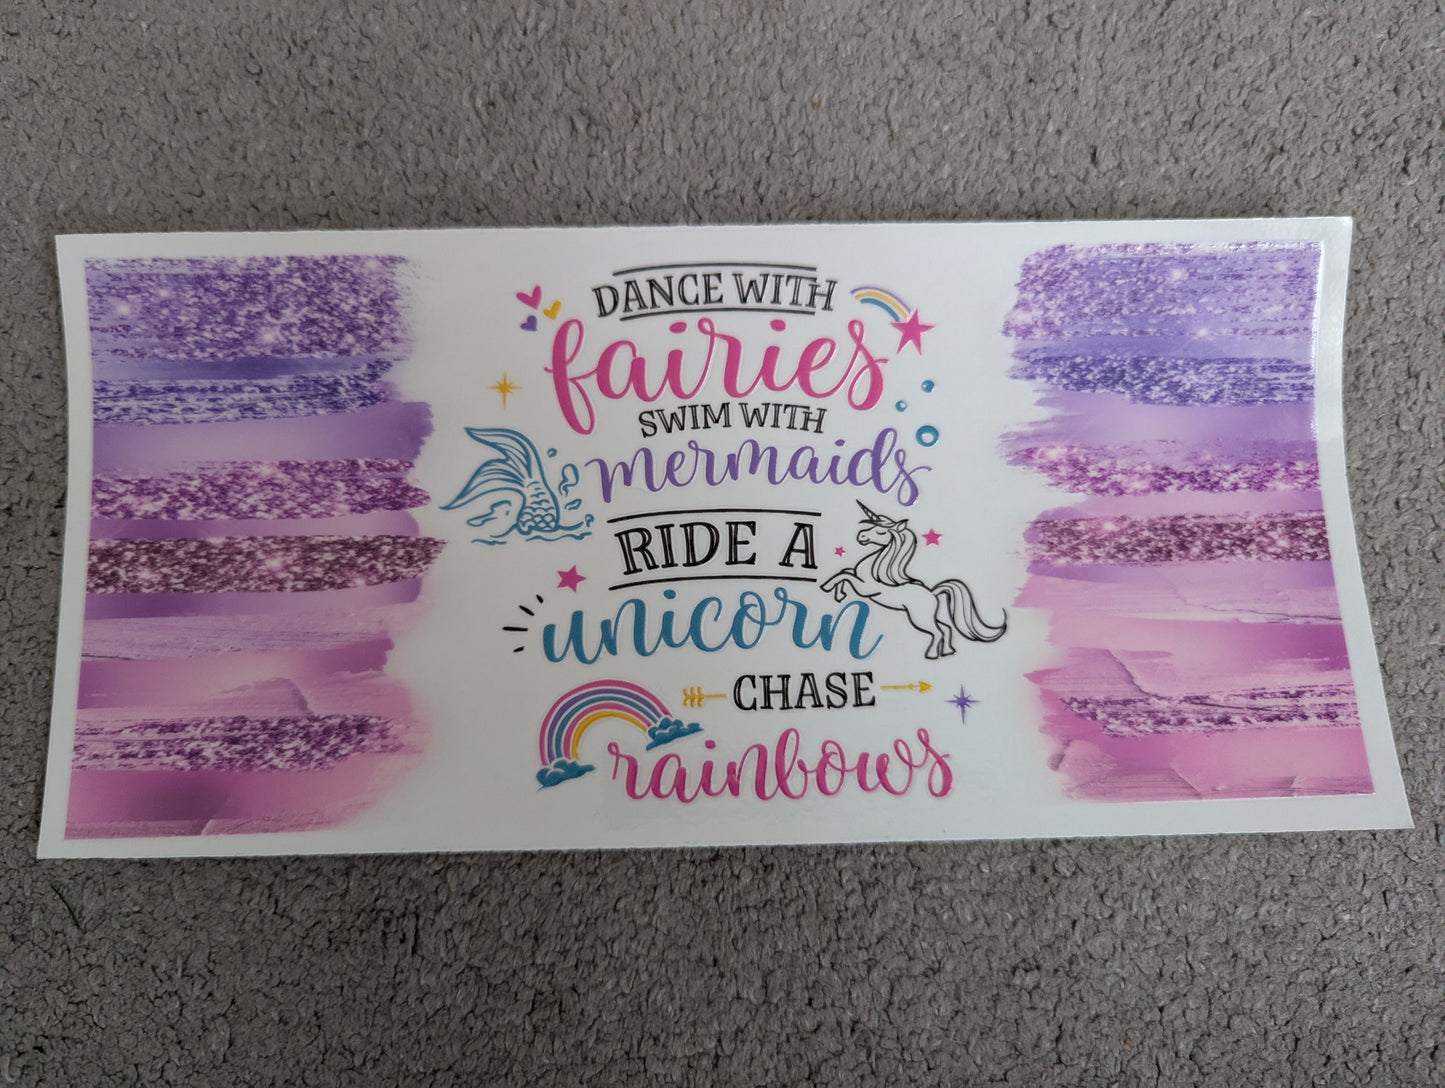 DANCE WITH
fairies
SWIM WITH
mermaids
RIDE A
unicorn
CHASE
rainbows